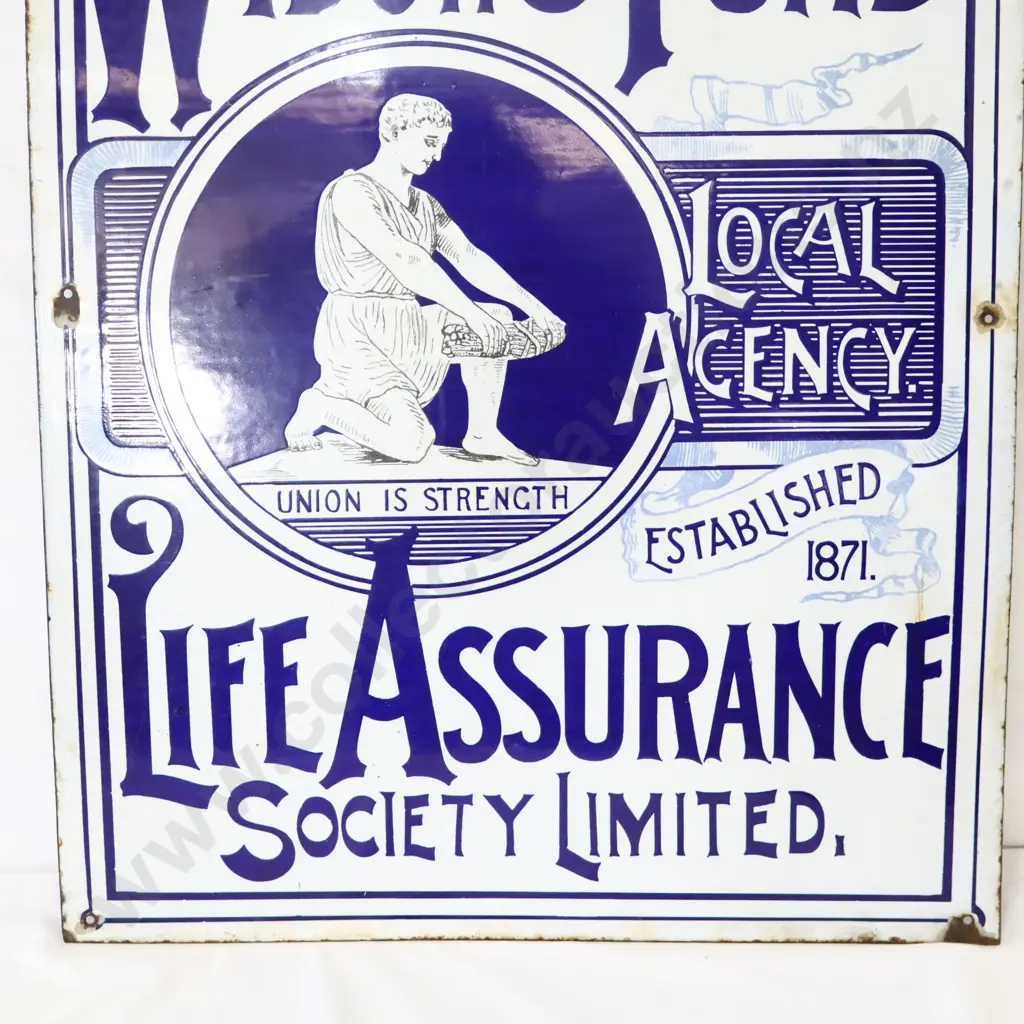 LOCAL
AGENCY.
UNION IS STRENGTH
ESTABLISHED
1871.
LIFE ASSURANCE
SOCIETY LIMITED.